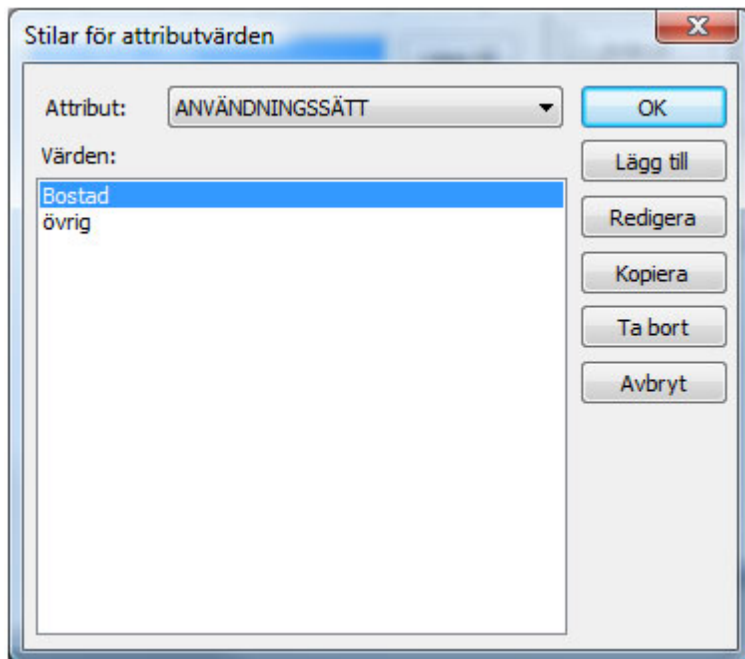 Stilar för attributvärden
Attribut: ANVÄNDNINGSSÄTT OK
Värden: Lägg till
Bostad
övrig
Redigera
Kopiera
Ta bort
Avbryt